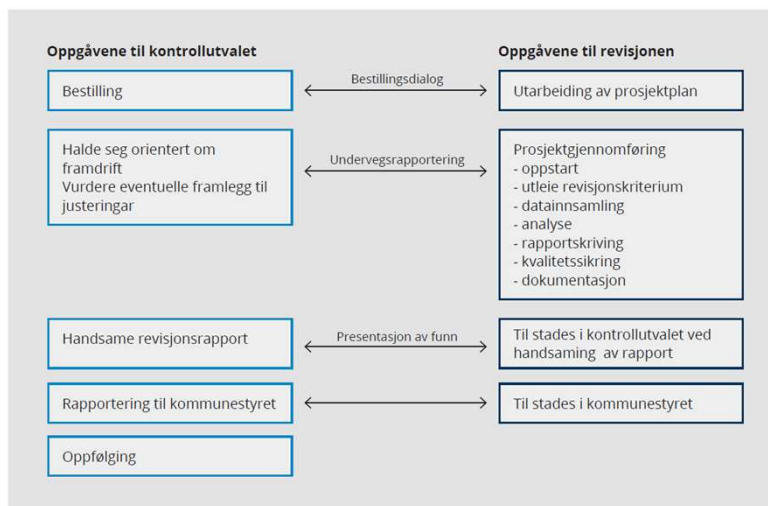 Oppgåvene til kontrollutvalet
Oppgåvene til revisjonen
Bestilling
Bestillingsdialog
Utarbeiding av prosjektplan
Halde seg orientert om
framdrift
Vurdere eventuelle framlegg til
justeringar
Undervegsrapportering
Prosjektgjennomføring
- oppstart
- utleie revisjonskriterium
- datainnsamling
- analyse
- rapportskriving
- kvalitetssikring
- dokumentasjon
Handsame revisjonsrapport
Presentasjon av funn
Til stades i kontrollutvalet ved
handsaming av rapport
Rapportering til kommunestyret
Til stades i kommunestyret
Oppfølging